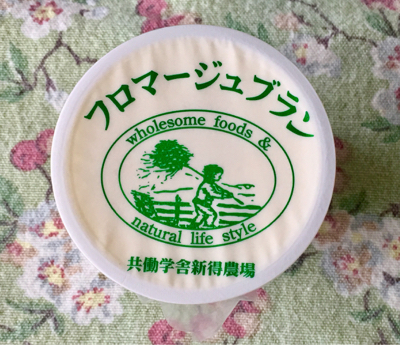 フロマージュブラン
wholesome foods &
natural life style
共働学舎新得農場